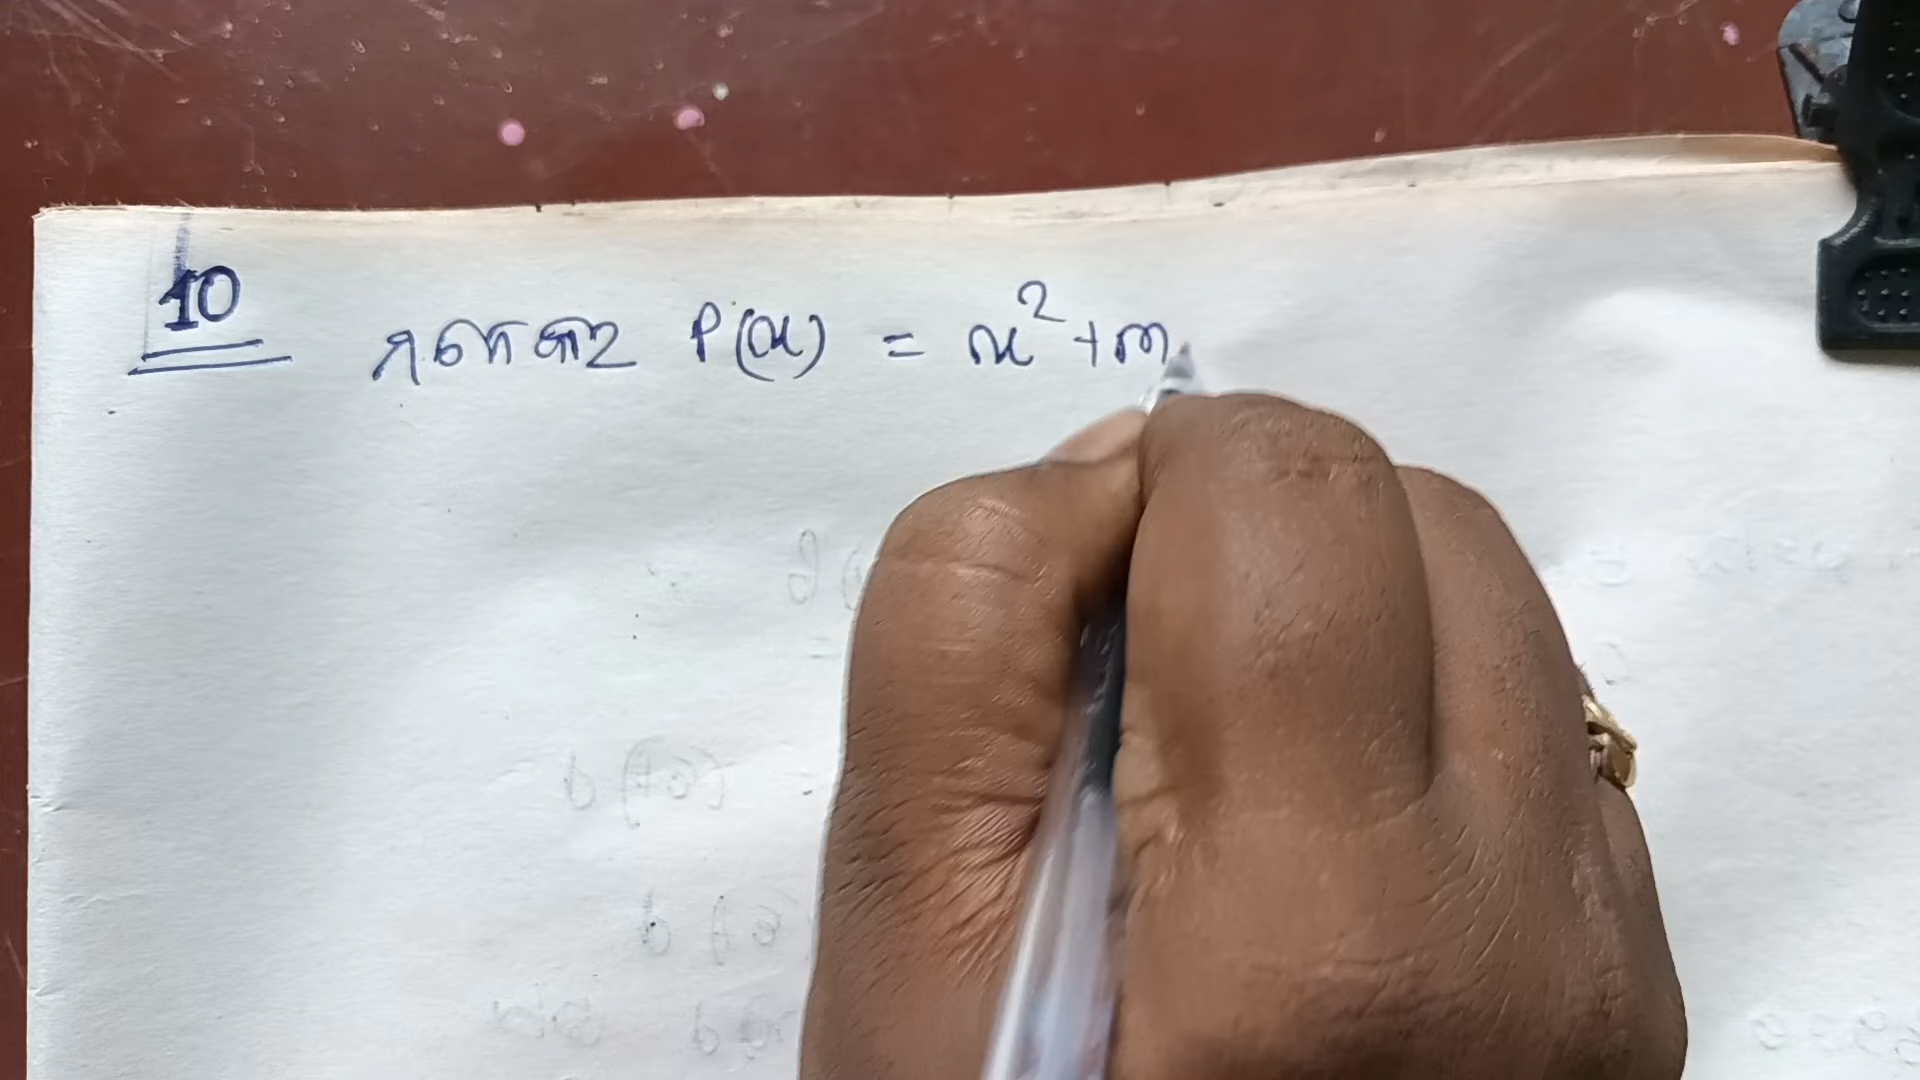 10 ମନେକର P(x) = x² + m